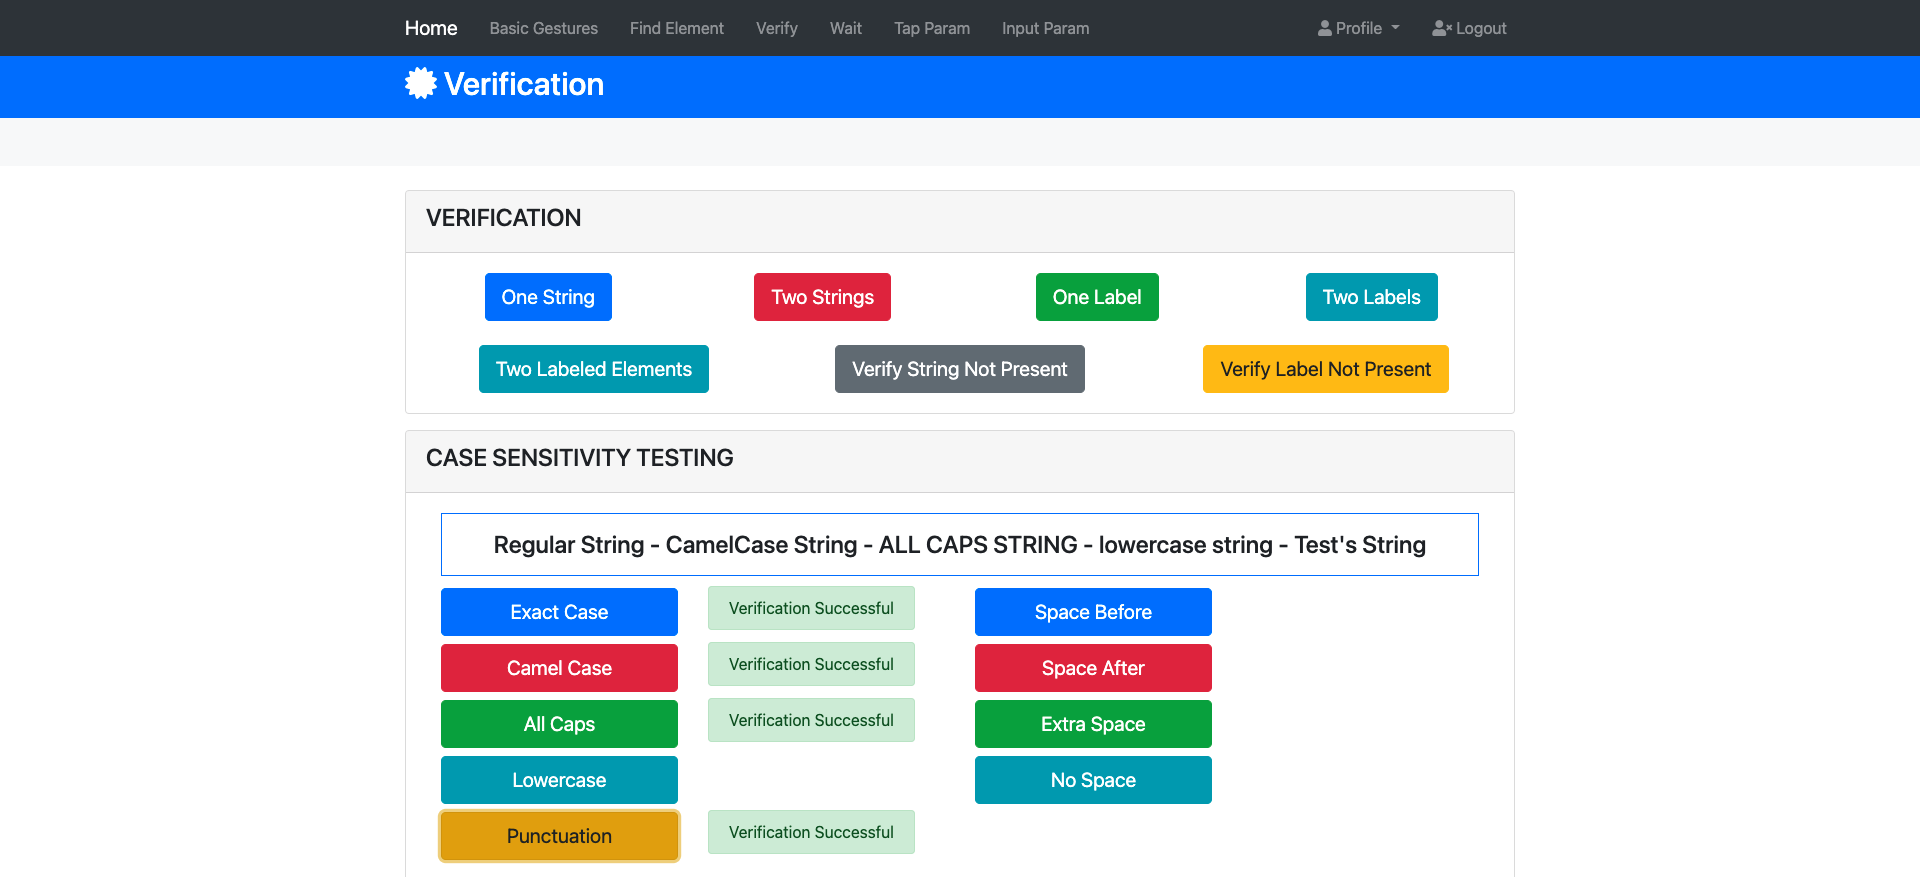 Home Basic Gestures Find Element Verify Wait Tap Param Input Param Profile Logout
Verification
VERIFICATION
One String Two Strings One Label Two Labels
Two Labeled Elements Verify String Not Present Verify Label Not Present
CASE SENSITIVITY TESTING
Regular String - CamelCase String - ALL CAPS STRING - lowercase string - Test's String
Exact Case Verification Successful Space Before
Camel Case Verification Successful Space After
All Caps Verification Successful Extra Space
Lowercase No Space
Punctuation Verification Successful